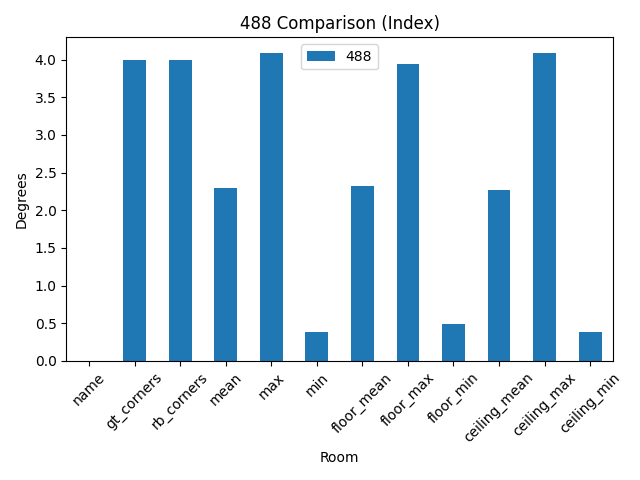 488 Comparison (Index)
488
Degrees
4.0
3.5
3.0
2.5
2.0
1.5
1.0
0.5
0.0
name
gt_corners
rb_corners
mean
max
min
floor_mean
floor_max
floor_min
ceiling_mean
ceiling_max
ceiling_min
Room